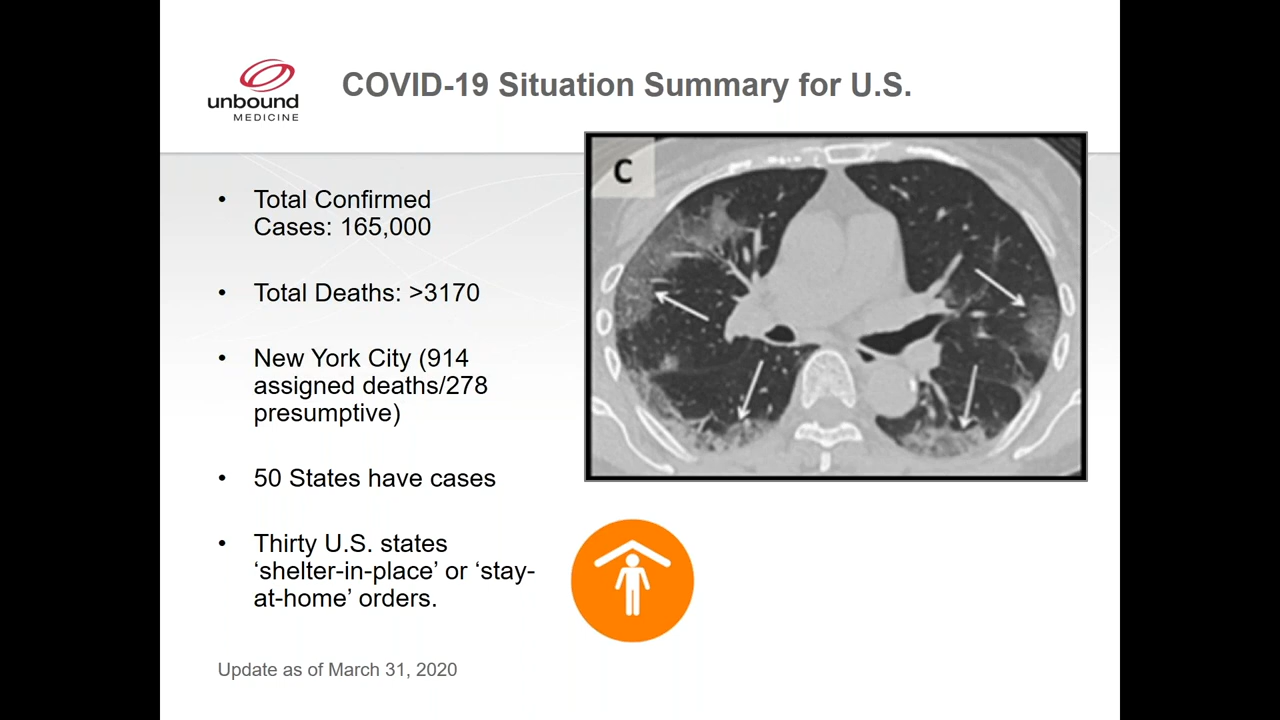 unbound
MEDICINE
COVID-19 Situation Summary for U.S.
C
• Total Confirmed
Cases: 165,000
• Total Deaths: >3170
• New York City (914
assigned deaths/278
presumptive)
• 50 States have cases
• Thirty U.S. states
‘shelter-in-place’ or ‘stay-
at-home’ orders.
Update as of March 31, 2020